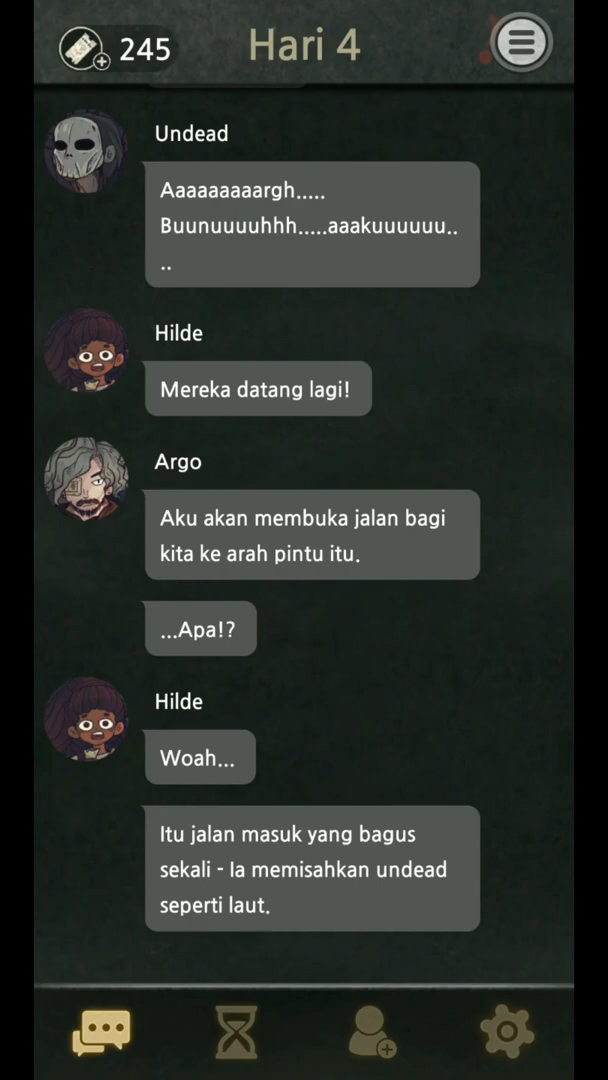 245
Hari 4
Undead
Aaaaaaaaargh.....
Buunuuuuhhh.....aaakuuuuuu..
..
Hilde
Mereka datang lagi!
Argo
Aku akan membuka jalan bagi
kita ke arah pintu itu.
...Apa!?
Hilde
Woah...
Itu jalan masuk yang bagus
sekali - Ia memisahkan undead
seperti laut.